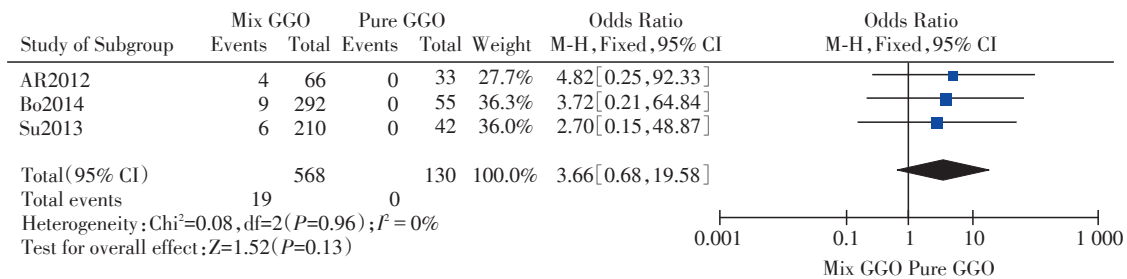 Mix GGO Pure GGO Odds Ratio Odds Ratio
Study of Subgroup Events Total Events Total Weight M-H,Fixed,95% CI M-H,Fixed,95% CI
AR2012 4 66 0 33 27.7% 4.82[0.25,92.33]
Bo2014 9 292 0 55 36.3% 3.72[0.21,64.84]
Su2013 6 210 0 42 36.0% 2.70[0.15,48.87]
Total(95% CI) 568 130 100.0% 3.66[0.68,19.58]
Total events 19 0
Heterogeneity:Chi²=0.08,df=2(P=0.96);I²=0%
Test for overall effect:Z=1.52(P=0.13)
0.001 0.1 1 10 1 000
Mix GGO Pure GGO